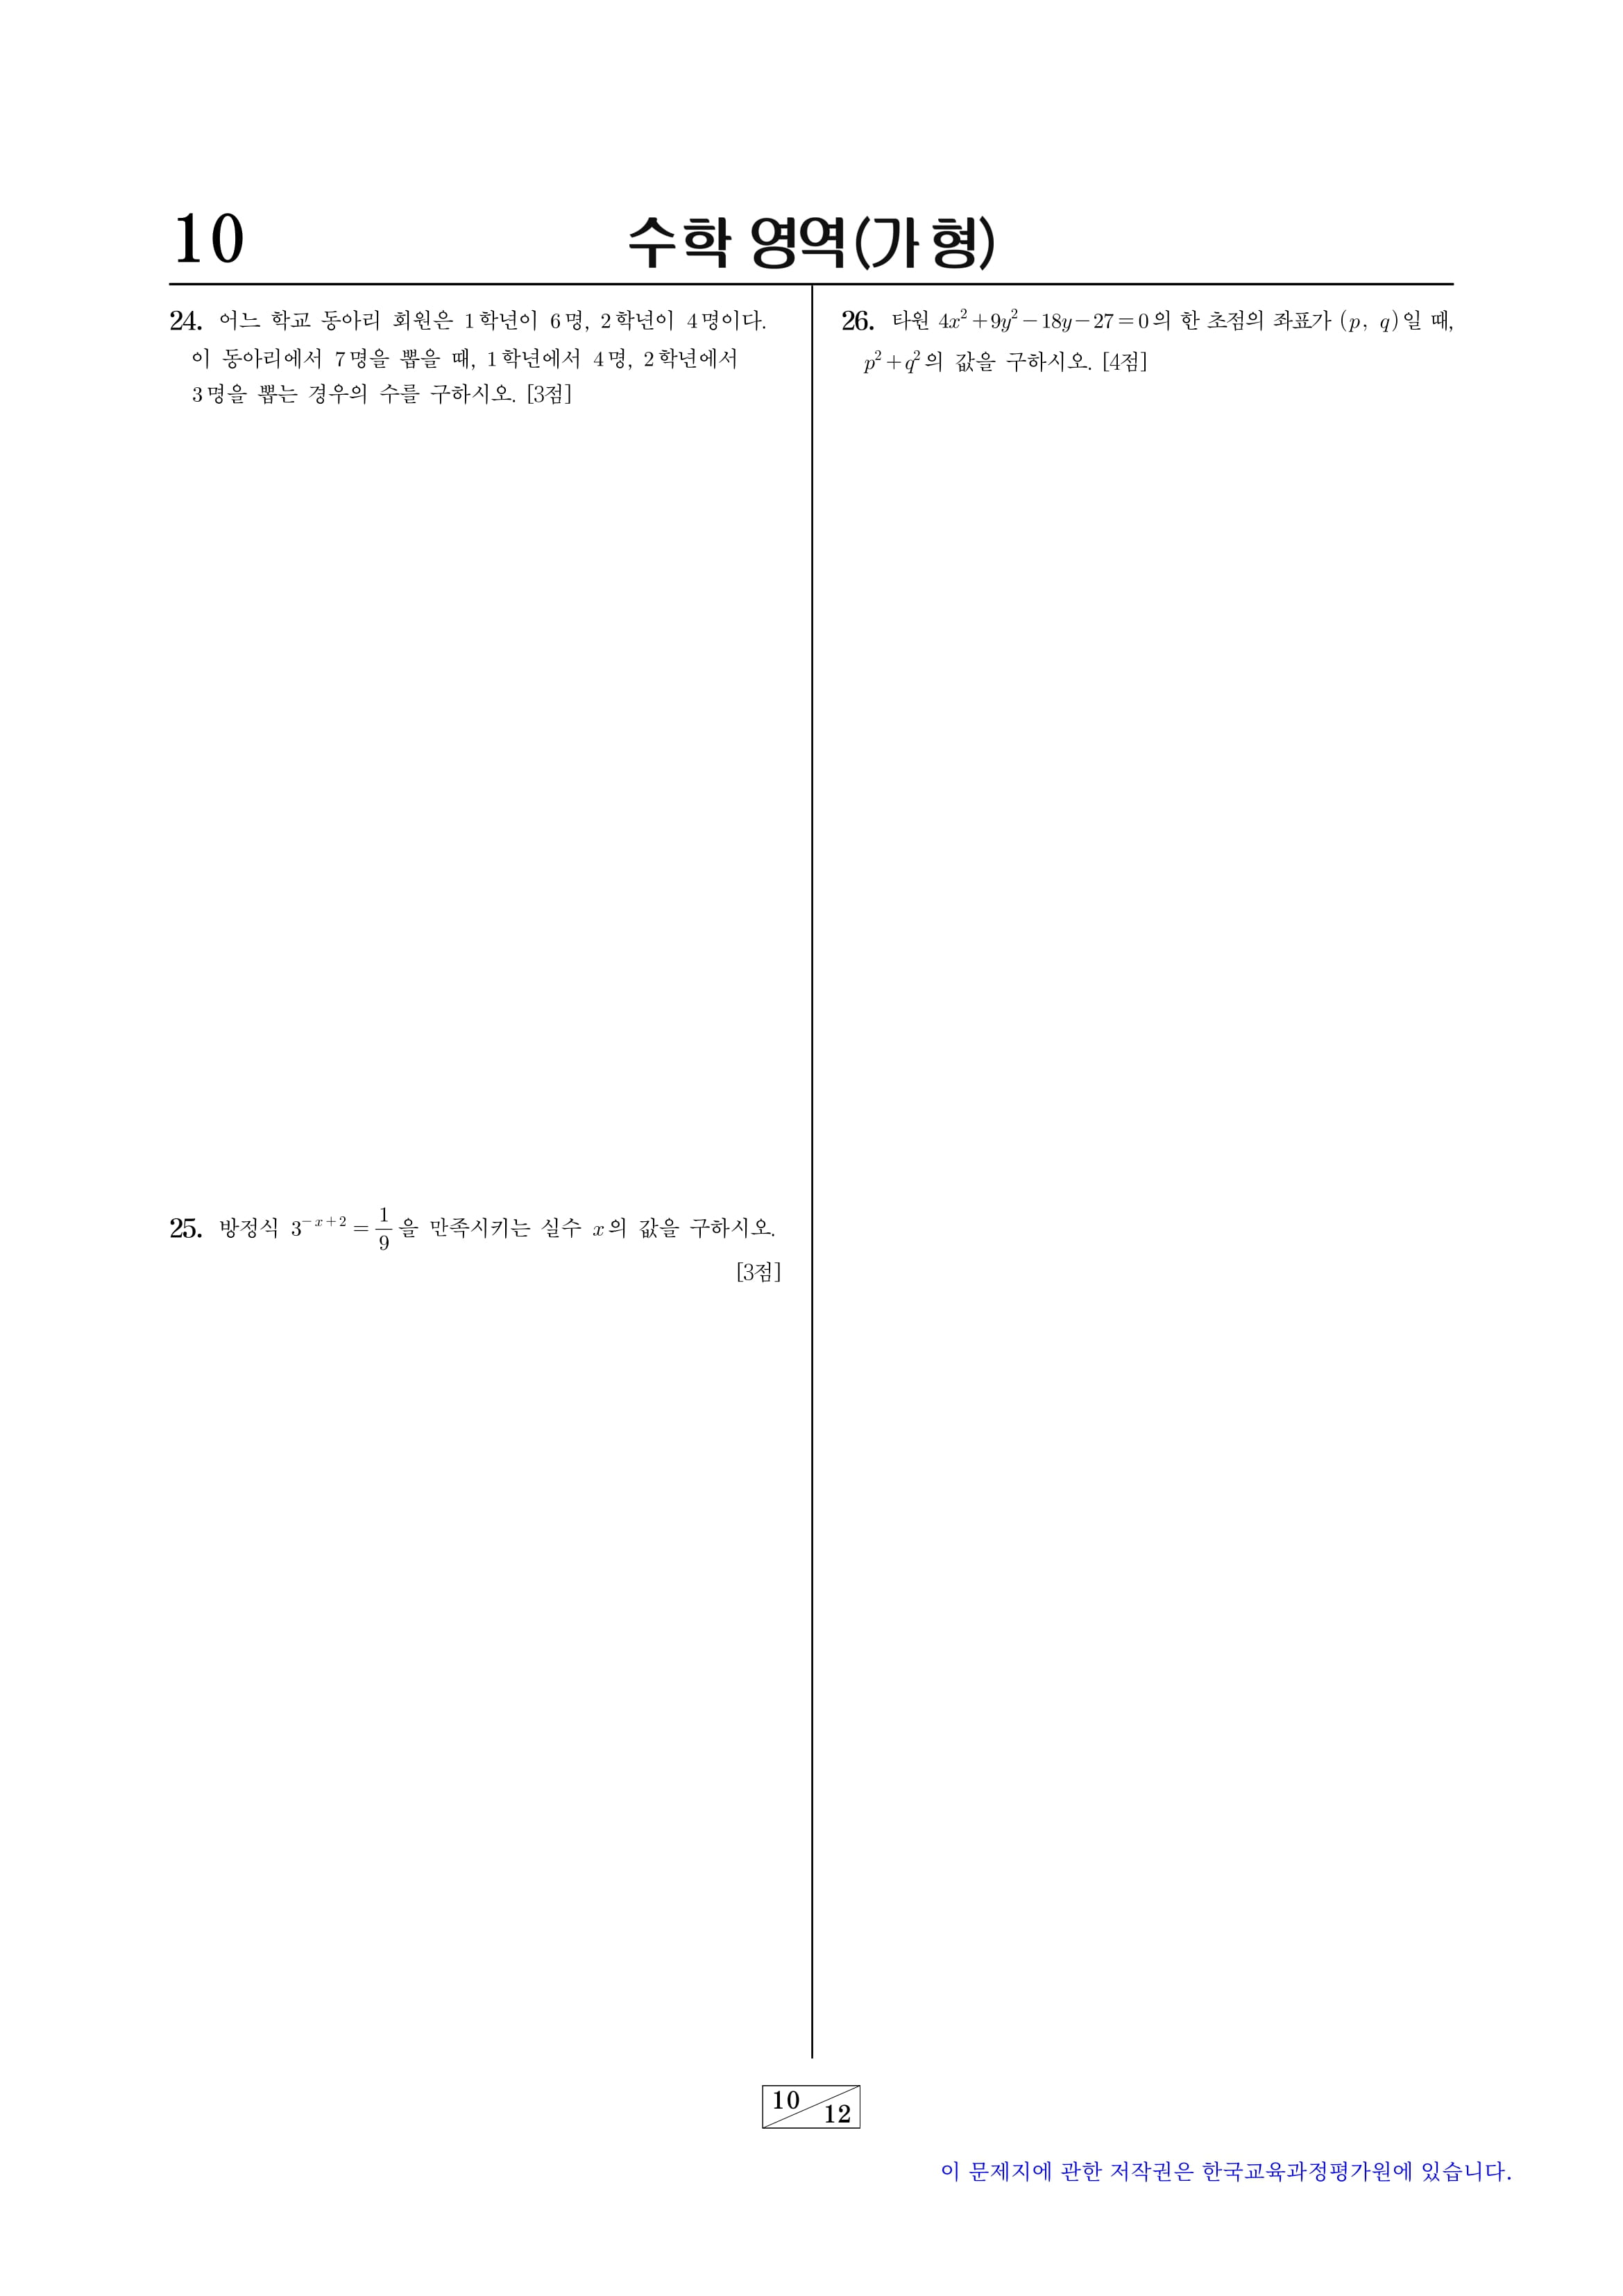 10
수학 영역(가 형)
24. 어느 학교 동아리 회원은 1학년이 6명, 2학년이 4명이다.
이 동아리에서 7명을 뽑을 때, 1학년에서 4명, 2학년에서
3명을 뽑는 경우의 수를 구하시오. [3점]
25. 방정식 3^{-x+2} = \frac{1}{9} 을 만족시키는 실수 x의 값을 구하시오.
[3점]
26. 타원 4x²+9y²-18y-27=0의 한 초점의 좌표가 (p, q)일 때,
p²+q²의 값을 구하시오. [4점]
10
12
이 문제지에 관한 저작권은 한국교육과정평가원에 있습니다.